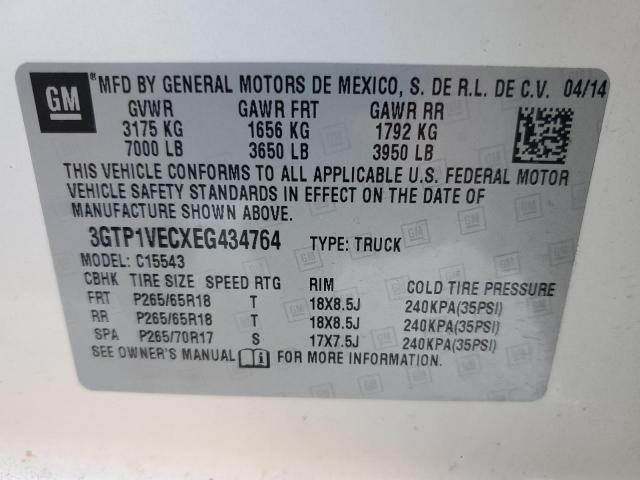 GM ® MFD BY GENERAL MOTORS DE MEXICO, S. DE R.L. DE C.V. 04/14
GVWR GAWR FRT GAWR RR
3175 KG 1656 KG 1792 KG
7000 LB 3650 LB 3950 LB
THIS VEHICLE CONFORMS TO ALL APPLICABLE U.S. FEDERAL MOTOR
VEHICLE SAFETY STANDARDS IN EFFECT ON THE DATE OF
MANUFACTURE SHOWN ABOVE.
3GTP1VECXEG434764 TYPE: TRUCK
MODEL: C15543
CBHK TIRE SIZE SPEED RTG RIM COLD TIRE PRESSURE
FRT P265/65R18 T 18X8.5J 240KPA(35PSI)
RR P265/65R18 T 18X8.5J 240KPA(35PSI)
SPA P265/70R17 S 17X7.5J 240KPA(35PSI)
SEE OWNER'S MANUAL FOR MORE INFORMATION.